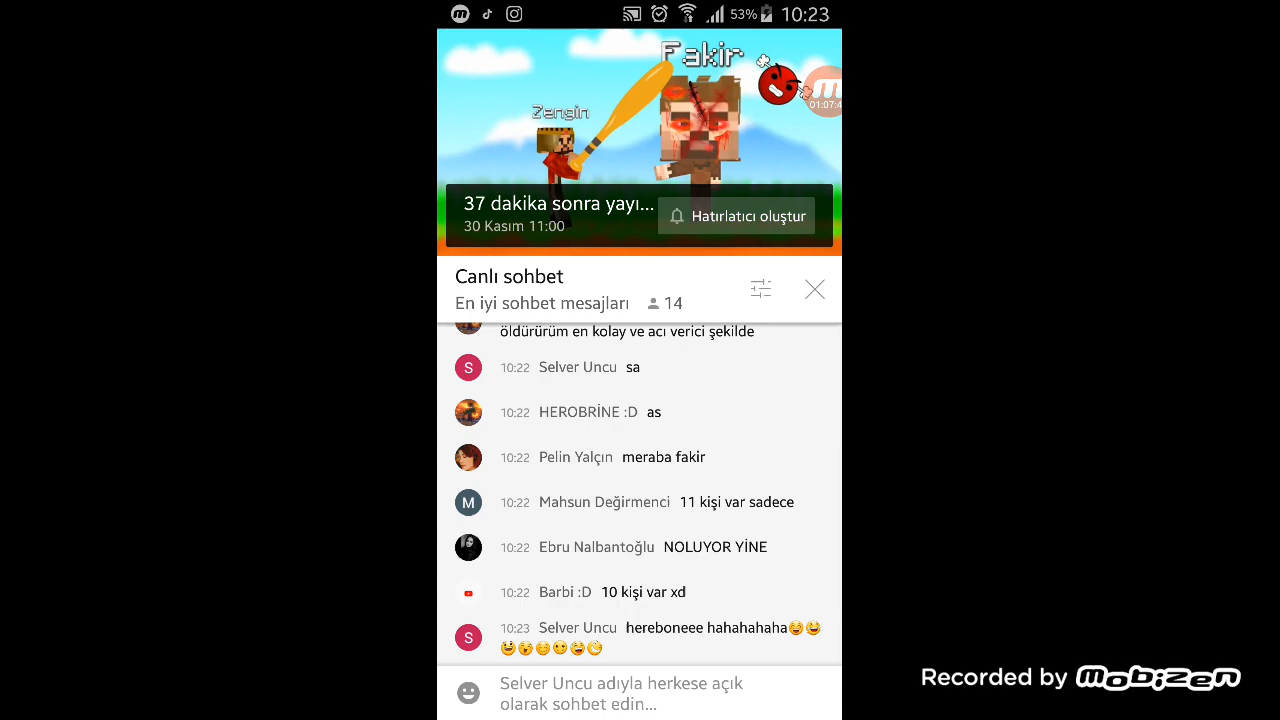 53% 10:23
Fakir
Zengin
01:07:4
37 dakika sonra yayı...
30 Kasım 11:00
Hatırlatıcı oluştur
Canlı sohbet
En iyi sohbet mesajları 14
öldürürüm en kolay ve acı verici şekilde
S 10:22 Selver Uncu sa
10:22 HEROBRİNE :D as
10:22 Pelin Yalçın meraba fakir
M 10:22 Mahsun Değirmenci 11 kişi var sadece
10:22 Ebru Nalbantoğlu NOLUYOR YİNE
10:22 Barbi :D 10 kişi var xd
S 10:23 Selver Uncu hereboneee hahahahaha😊😆
😆😲😊😶😆😆
Selver Uncu adıyla herkese açık
olarak sohbet edin...
Recorded by mobizen